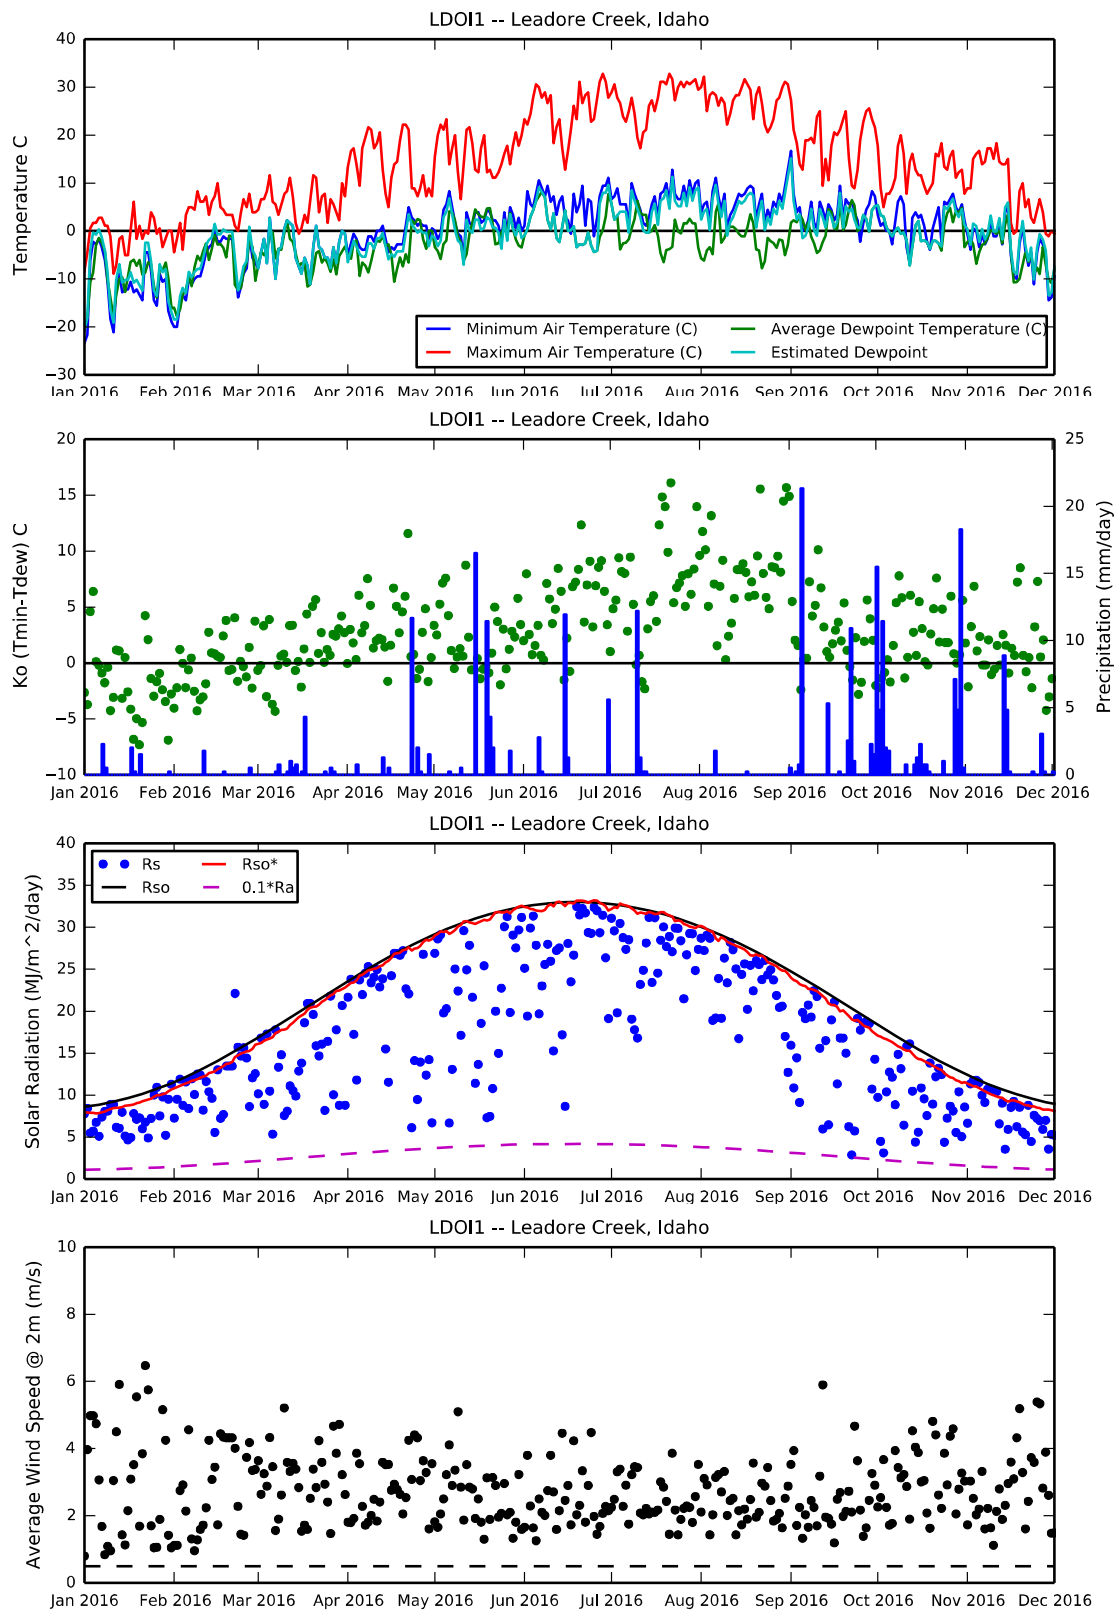 LDOI1 -- Leadore Creek, Idaho
Temperature C
40
30
20
10
0
−10
−20
−30
Minimum Air Temperature (C)
Maximum Air Temperature (C)
Average Dewpoint Temperature (C)
Estimated Dewpoint
Jan 2016 Feb 2016 Mar 2016 Apr 2016 May 2016 Jun 2016 Jul 2016 Aug 2016 Sep 2016 Oct 2016 Nov 2016 Dec 2016
LDOI1 -- Leadore Creek, Idaho
Ko (Tmin-Tdew) C
20
15
10
5
0
−5
−10
25
20
15
10
5
0
Precipitation (mm/day)
Jan 2016 Feb 2016 Mar 2016 Apr 2016 May 2016 Jun 2016 Jul 2016 Aug 2016 Sep 2016 Oct 2016 Nov 2016 Dec 2016
LDOI1 -- Leadore Creek, Idaho
Solar Radiation (MJ/m^2/day)
40
35
30
25
20
15
10
5
0
Rs
Rso
Rso*
0.1*Ra
Jan 2016 Feb 2016 Mar 2016 Apr 2016 May 2016 Jun 2016 Jul 2016 Aug 2016 Sep 2016 Oct 2016 Nov 2016 Dec 2016
LDOI1 -- Leadore Creek, Idaho
Average Wind Speed @ 2m (m/s)
10
8
6
4
2
0
Jan 2016 Feb 2016 Mar 2016 Apr 2016 May 2016 Jun 2016 Jul 2016 Aug 2016 Sep 2016 Oct 2016 Nov 2016 Dec 2016